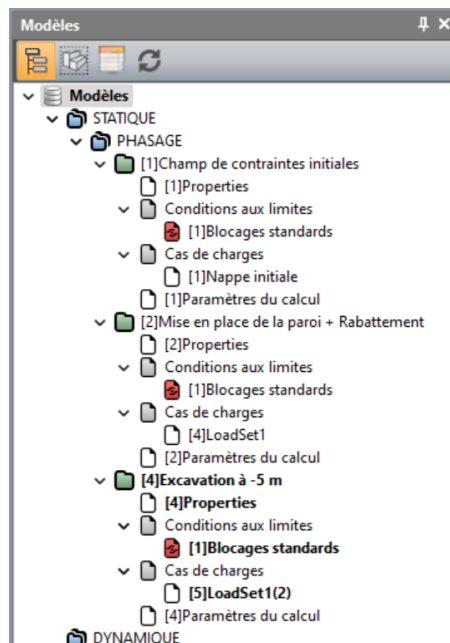 Modèles
Modèles
STATIQUE
PHASAGE
[1]Champ de contraintes initiales
[1]Properties
Conditions aux limites
[1]Blocages standards
Cas de charges
[1]Nappe initiale
[1]Paramètres du calcul
[2]Mise en place de la paroi + Rabattement
[2]Properties
Conditions aux limites
[1]Blocages standards
Cas de charges
[4]LoadSet1
[2]Paramètres du calcul
[4]Excavation à -5 m
[4]Properties
Conditions aux limites
[1]Blocages standards
Cas de charges
[5]LoadSet1(2)
[4]Paramètres du calcul
DYNAMIQUE